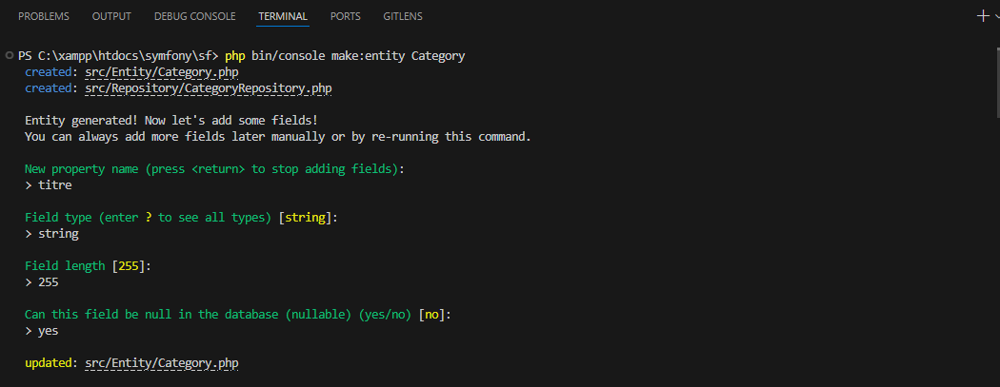 PROBLEMS OUTPUT DEBUG CONSOLE TERMINAL PORTS GITLENS
PS C:\xampp\htdocs\symfony\sf> php bin/console make:entity Category
created: src/Entity/Category.php
created: src/Repository/CategoryRepository.php
Entity generated! Now let's add some fields!
You can always add more fields later manually or by re-running this command.
New property name (press <return> to stop adding fields):
> titre
Field type (enter ? to see all types) [string]:
> string
Field length [255]:
> 255
Can this field be null in the database (nullable) (yes/no) [no]:
> yes
updated: src/Entity/Category.php